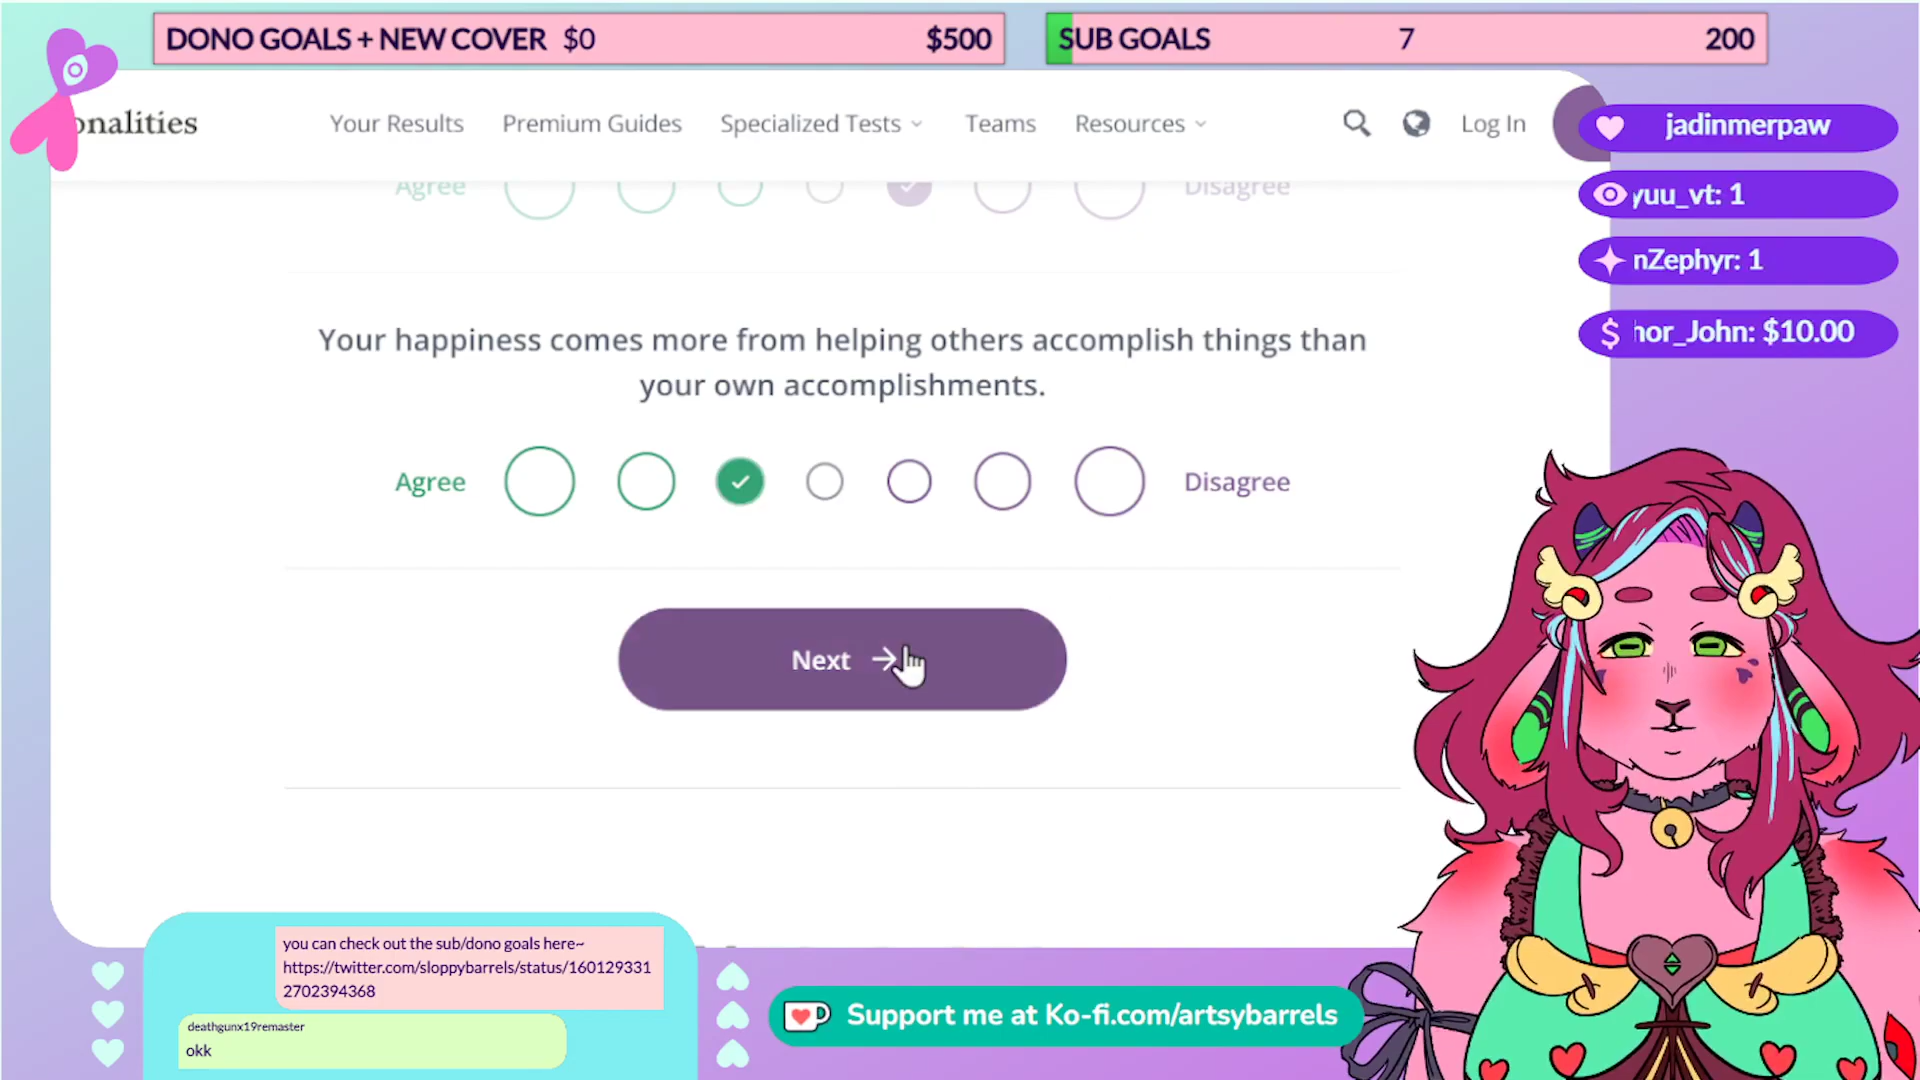 DONO GOALS + NEW COVER $0 $500
SUB GOALS 7 200
onalities
Your Results Premium Guides Specialized Tests Teams Resources Log In
jadinmerpaw
yuu_vt: 1
nZephyr: 1
hor_John: $10.00
Agree Disagree
Your happiness comes more from helping others accomplish things than
your own accomplishments.
Agree Disagree
Next
you can check out the sub/dono goals here~
https://twitter.com/sloppybarrels/status/160129331
2702394368
deathgunx19remaster
okk
Support me at Ko-fi.com/artsybarrels